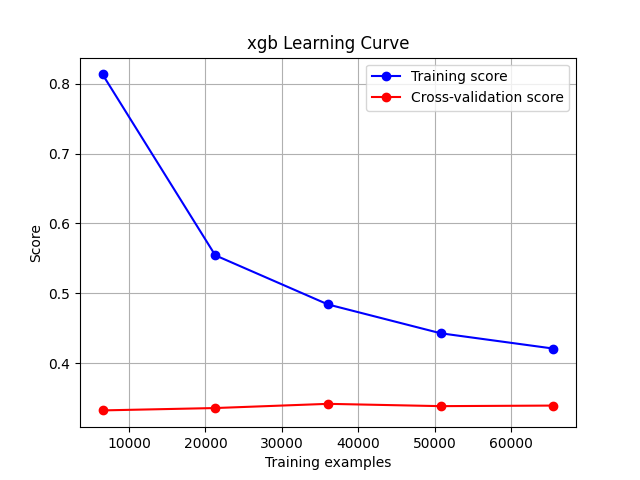 xgb Learning Curve
Training score
Cross-validation score
Score
0.8
0.7
0.6
0.5
0.4
10000 20000 30000 40000 50000 60000
Training examples